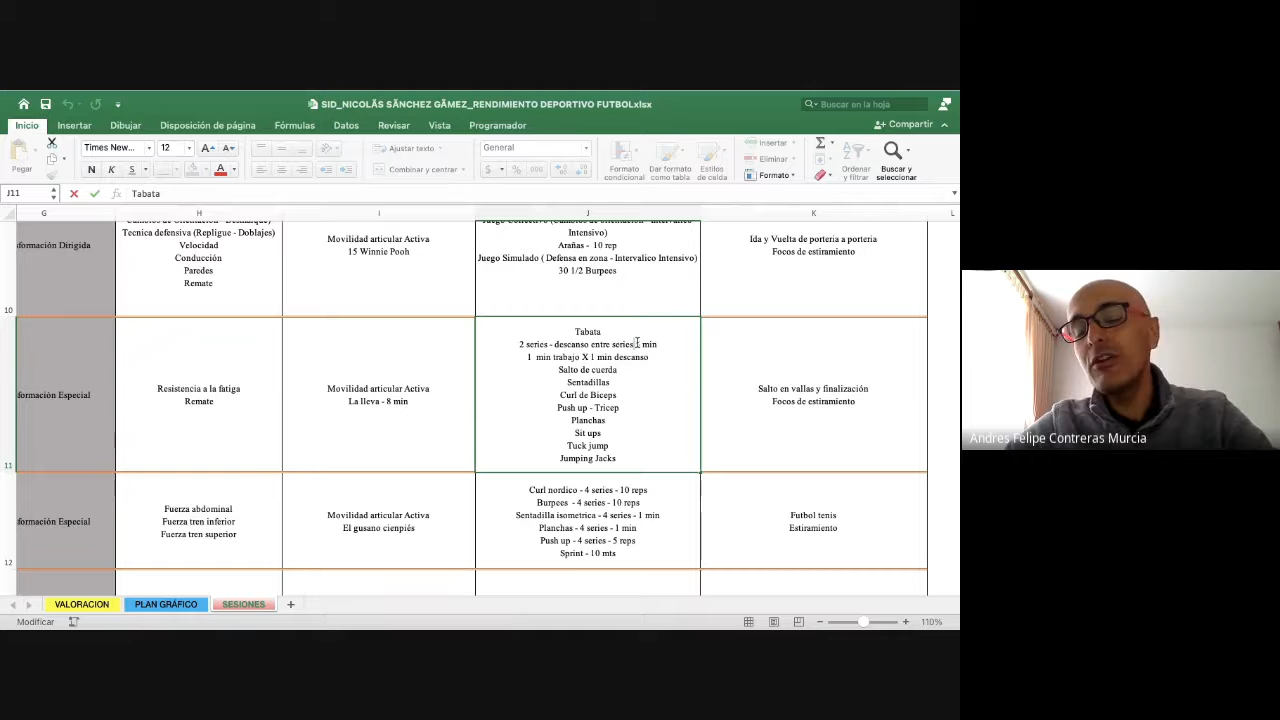 SID_NICOLÁS SÃNCHEZ GÃMEZ_RENDIMIENTO DEPORTIVO FUTBOLxlsx
Buscar en la hoja
Inicio
Insertar
Dibujar
Disposición de página
Fórmulas
Datos
Revisar
Vista
Programador
Compartir
Pegar
Times New...
12
A
A
N
K
S
A
Ajustar texto
Combinar y centrar
General
$
%
000
Formato condicional
Dar formato como tabla
Estilos de celda
Insertar
Eliminar
Formato
Ordenar y filtrar
Buscar y seleccionar
J11
fx
Tabata
G
H
I
J
K
L
10
formación Dirigida
Tecnica defensiva (Repligue - Doblajes)
Velocidad
Conducción
Paredes
Remate
Movilidad articular Activa
15 Winnie Pooh
Intensivo)
Arañas - 10 rep
Juego Simulado ( Defensa en zona - Intervalico Intensivo)
30 1/2 Burpees
Ida y Vuelta de porteria a porteria
Focos de estiramiento
11
formación Especial
Resistencia a la fatiga
Remate
Movilidad articular Activa
La lleva - 8 min
Tabata
2 series - descanso entre series min
1 min trabajo X 1 min descanso
Salto de cuerda
Sentadillas
Curl de Biceps
Push up - Tricep
Planchas
Sit ups
Tuck jump
Jumping Jacks
Salto en vallas y finalización
Focos de estiramiento
12
formación Especial
Fuerza abdominal
Fuerza tren inferior
Fuerza tren superior
Movilidad articular Activa
El gusano cienpiés
Curl nordico - 4 series - 10 reps
Burpees - 4 series - 10 reps
Sentadilla isometrica - 4 series - 1 min
Planchas - 4 series - 1 min
Push up - 4 series - 5 reps
Sprint - 10 mts
Futbol tenis
Estiramiento
VALORACION
PLAN GRÁFICO
SESIONES
Modificar
110%
Andres Felipe Contreras Murcia